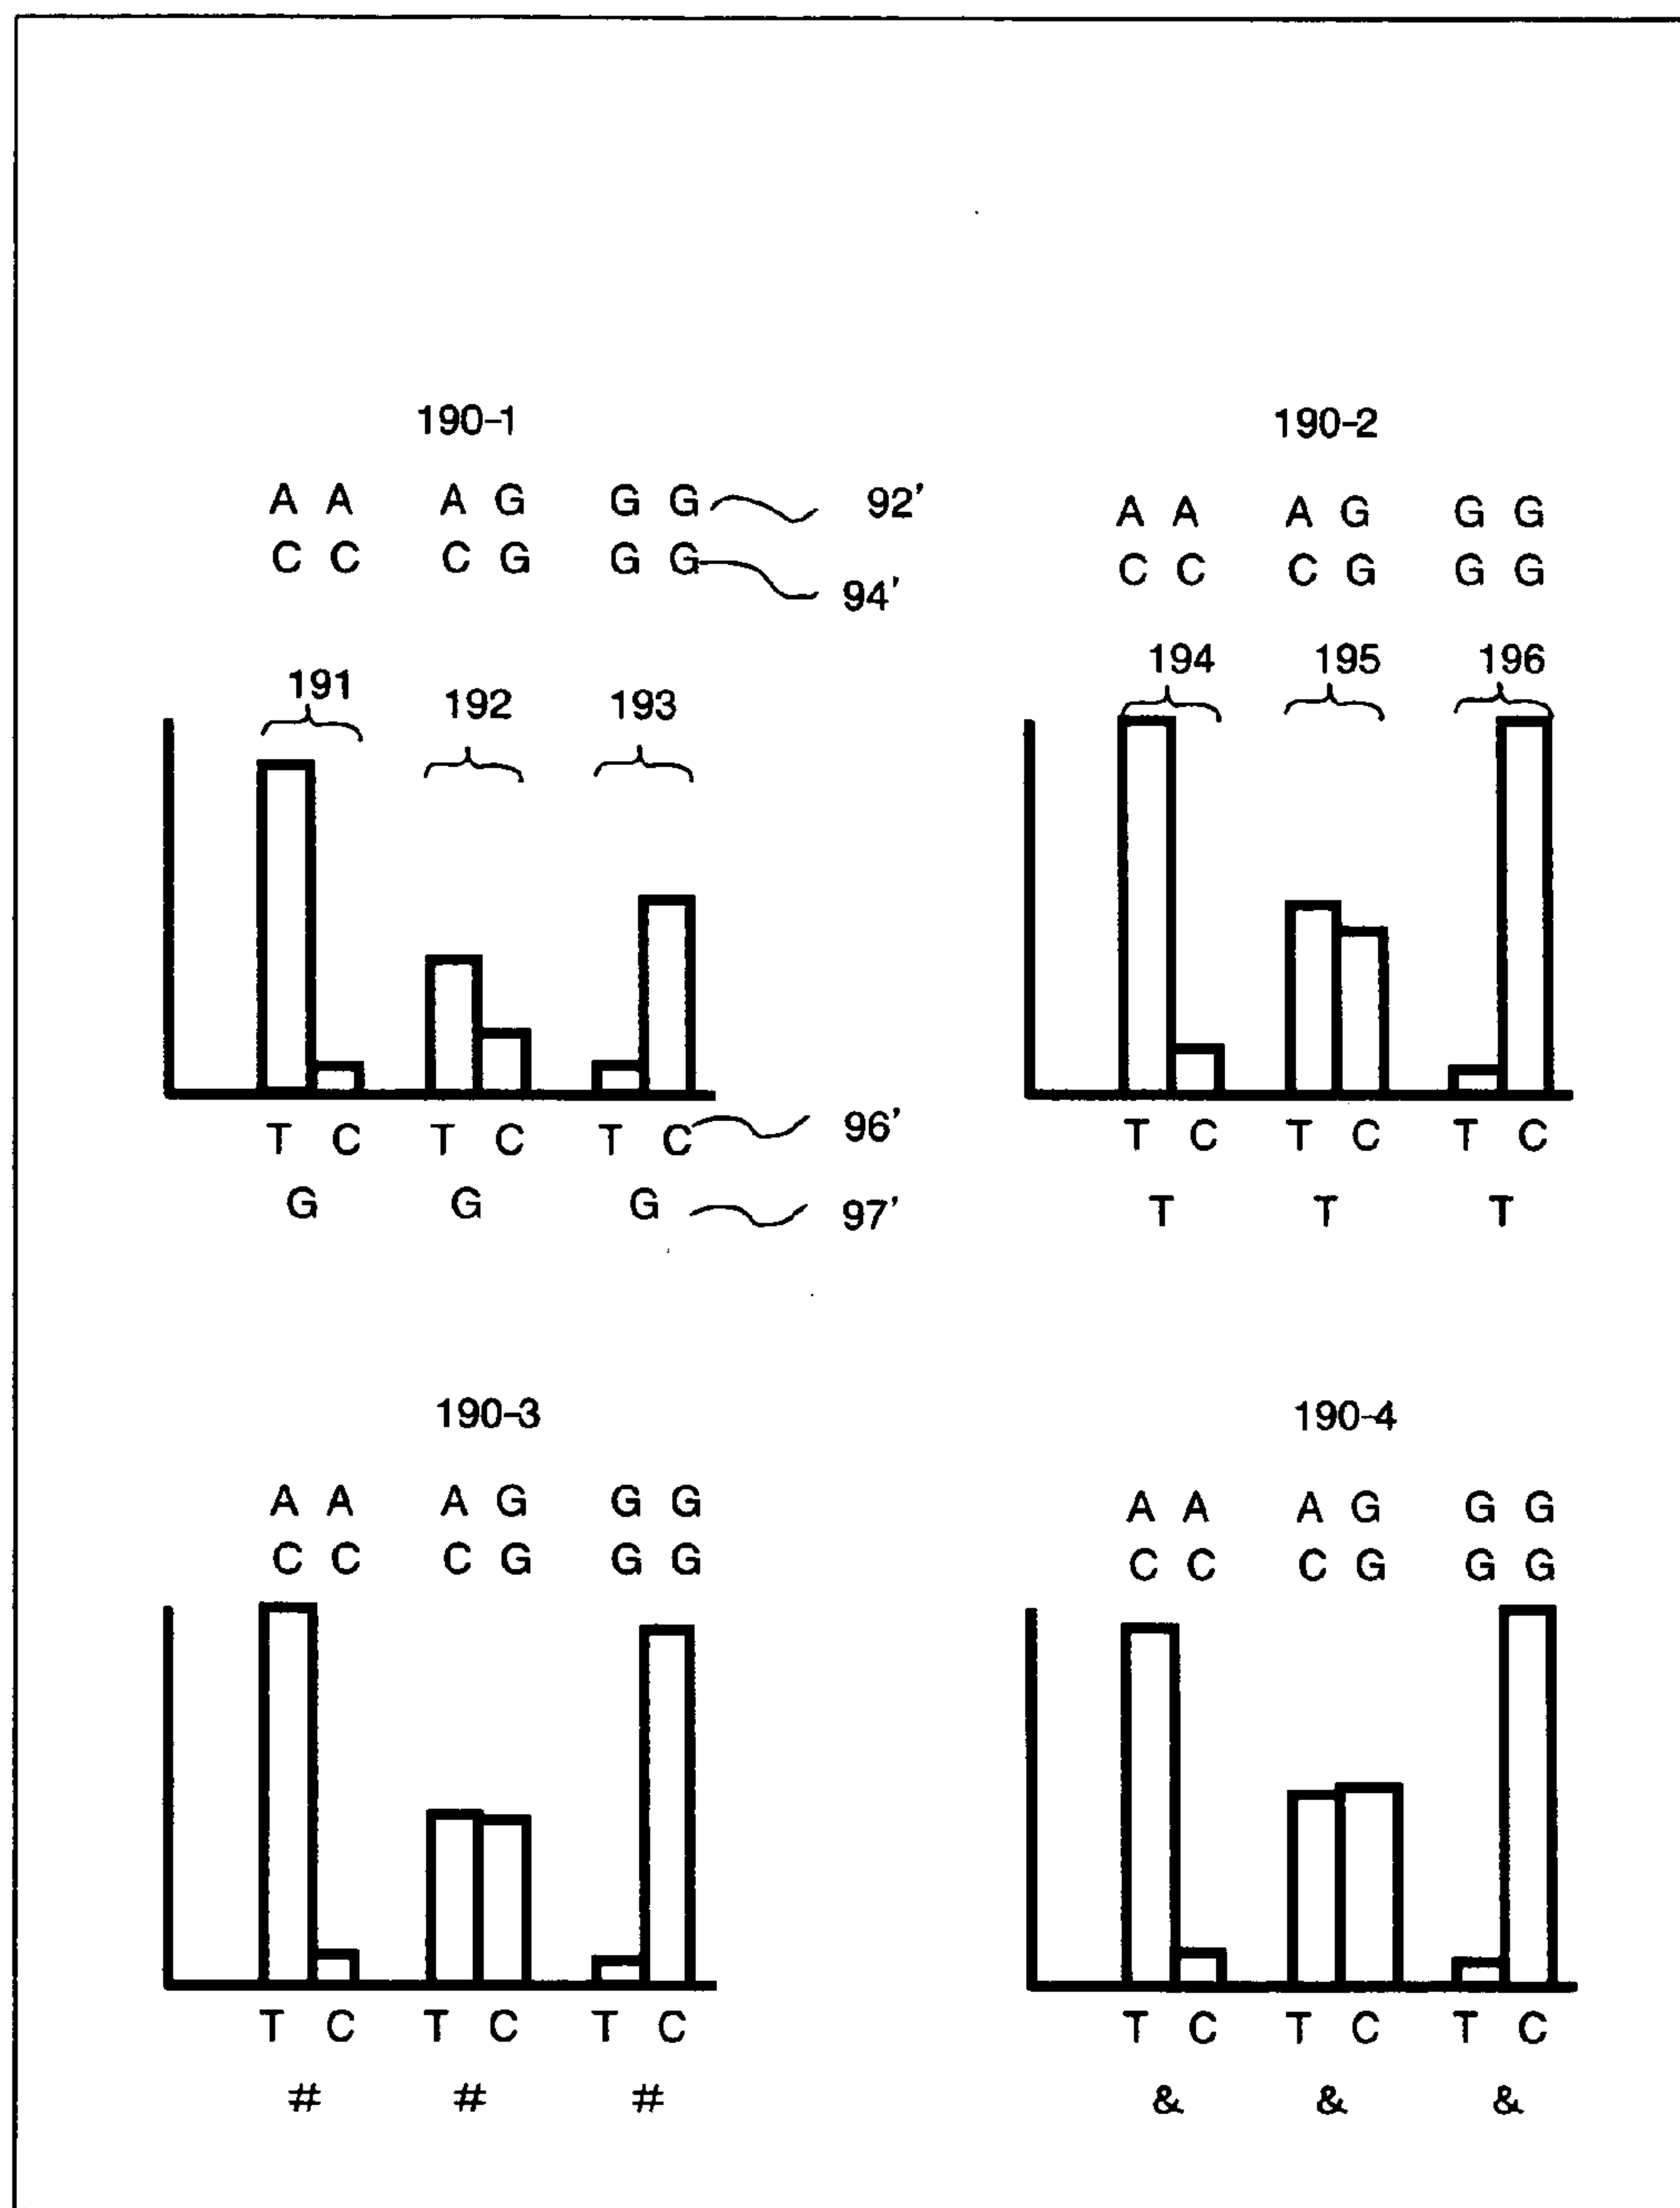 190-1
A A A G G G 92'
C C C G G G 94'
191 192 193
T C T C T C 96'
G G G 97'
190-2
A A A G G G
C C C G G G
194 195 196
T C T C T C
T T T
190-3
A A A G G G
C C C G G G
T C T C T C
# # #
190-4
A A A G G G
C C C G G G
T C T C T C
& & &